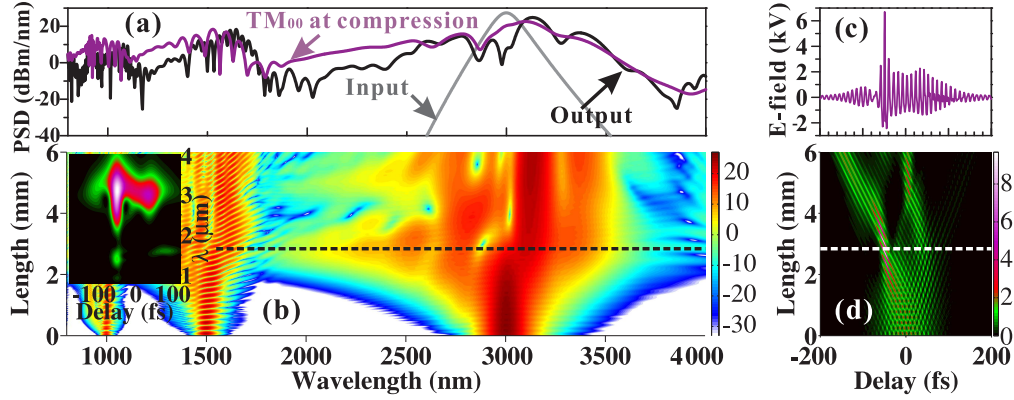 (a)
TM00 at compression
Input
Output
PSD (dBm/nm)
20
0
20
-40
(c)
E-field (kV)
6
4
2
0
-2
(b)
Length (mm)
6
4
2
0
4
3
2
1
λ (μm)
-100 0 100
Delay (fs)
1000 1500 2000 2500 3000 3500 4000
Wavelength (nm)
20
10
0
-10
-20
-30
(d)
Length (mm)
6
4
2
0
-200 0 200
Delay (fs)
8
6
4
2
0